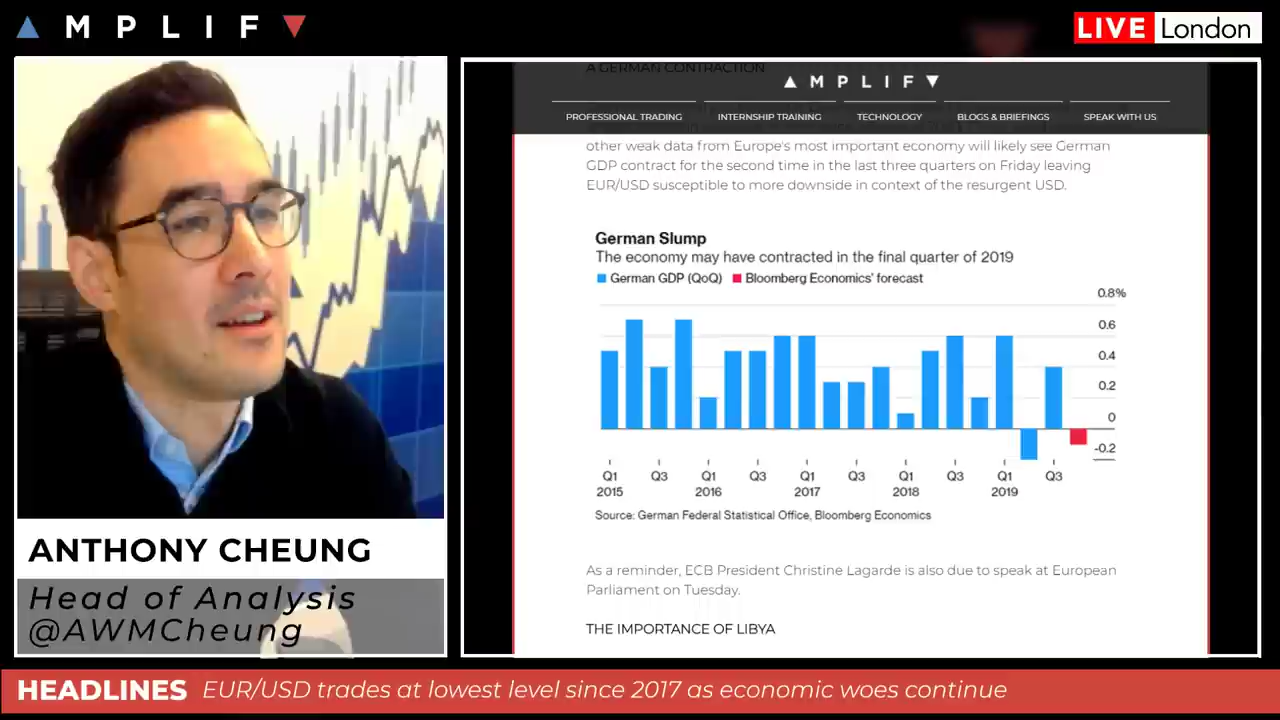 ▲ M P L I F ▼
LIVE London
A GERMAN CONTRACTION
▲ M P L I F ▼
PROFESSIONAL TRADING
INTERNSHIP TRAINING
TECHNOLOGY
BLOGS & BRIEFINGS
SPEAK WITH US
other weak data from Europe's most important economy will likely see German
GDP contract for the second time in the last three quarters on Friday leaving
EUR/USD susceptible to more downside in context of the resurgent USD.
German Slump
The economy may have contracted in the final quarter of 2019
German GDP (QoQ) Bloomberg Economics' forecast
0.8%
0.6
0.4
0.2
0
-0.2
Q1 Q3 Q1 Q3 Q1 Q3 Q1 Q3 Q1 Q3
2015 2016 2017 2018 2019
Source: German Federal Statistical Office, Bloomberg Economics
As a reminder, ECB President Christine Lagarde is also due to speak at European
Parliament on Tuesday.
THE IMPORTANCE OF LIBYA
ANTHONY CHEUNG
Head of Analysis
@AWMCheung
HEADLINES EUR/USD trades at lowest level since 2017 as economic woes continue